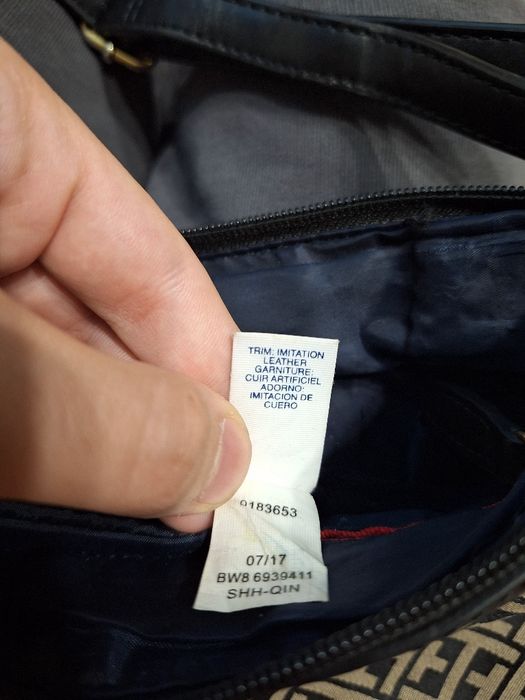 TRIM: IMITATION
LEATHER
GARNITURE:
CUIR ARTIFICIEL
ADORNO:
IMITACION DE
CUERO
9183653
07/17
BW8 6939411
SHH-QIN